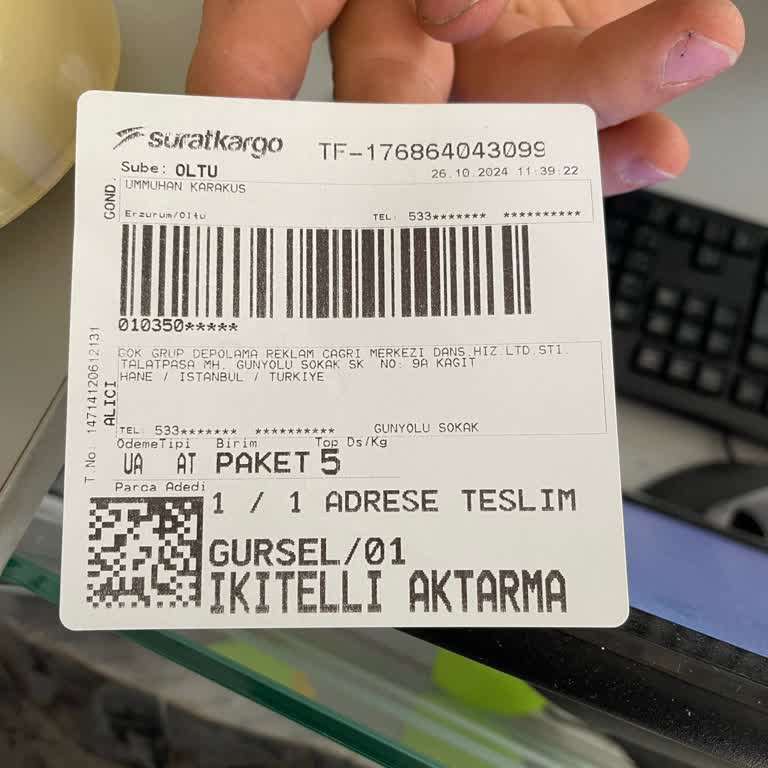 suratkargo
TF-176864043099
Sube: OLTU
26.10.2024 11:39:22
GOND.
UMMUHAN KARAKUS
Erzurum/Oltu
TEL: 533******* **********
010350*****
T.No: 14714120612131
ALICI
GOK GRUP DEPOLAMA REKLAM CAGRI MERKEZI DANS.HIZ.LTD.STI.
TALATPASA MH. GUNYOLU SOKAK SK NO: 9A KAGIT
HANE / ISTANBUL / TURKIYE
TEL: 533******* ********** GUNYOLU SOKAK
OdemeTipi Birim Top Ds/Kg
UA AT PAKET 5
Parca Adedi
1 / 1 ADRESE TESLIM
GURSEL/01
IKITELLI AKTARMA